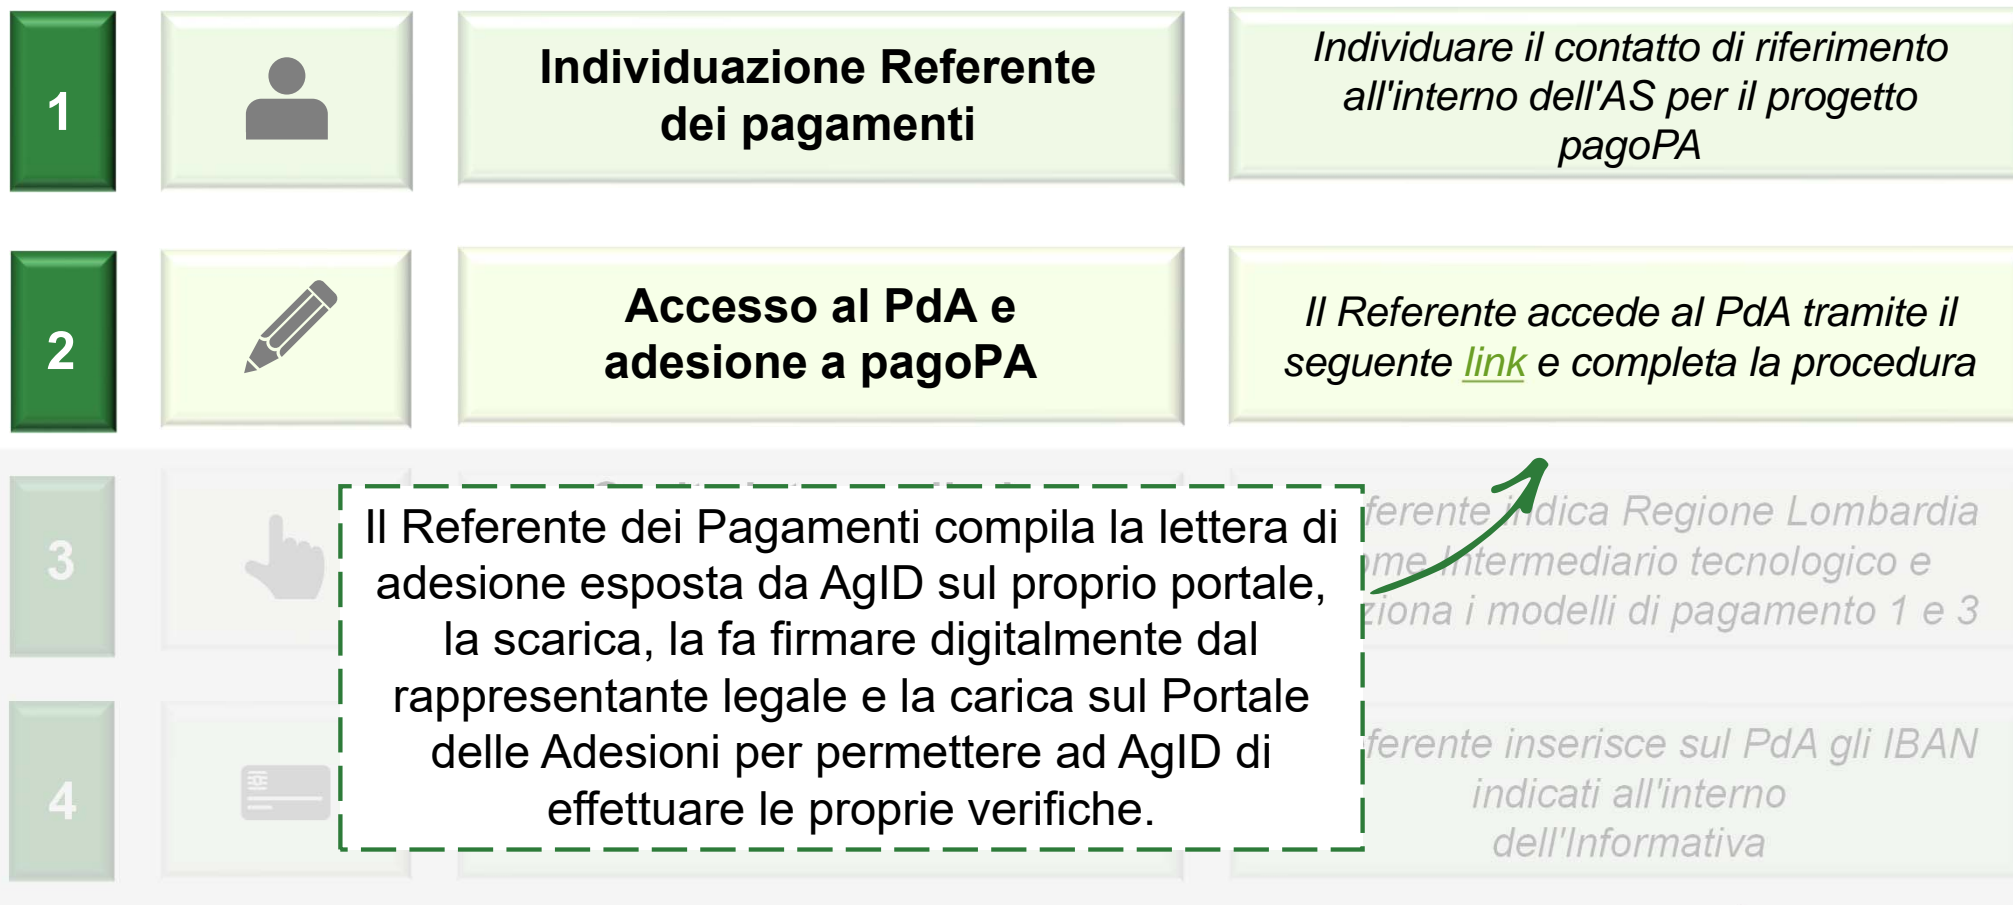 1
Individuazione Referente
dei pagamenti
Individuare il contatto di riferimento
all'interno dell'AS per il progetto
pagoPA
2
Accesso al PdA e
adesione a pagoPA
Il Referente accede al PdA tramite il
seguente link e completa la procedura
3
Il Referente dei Pagamenti compila la lettera di
adesione esposta da AgID sul proprio portale,
la scarica, la fa firmare digitalmente dal
rappresentante legale e la carica sul Portale
delle Adesioni per permettere ad AgID di
effettuare le proprie verifiche.
indica Regione Lombardia
Intermediario tecnologico e
i modelli di pagamento 1 e 3
4
inserisce sul PdA gli IBAN
indicati all'interno
dell'Informativa